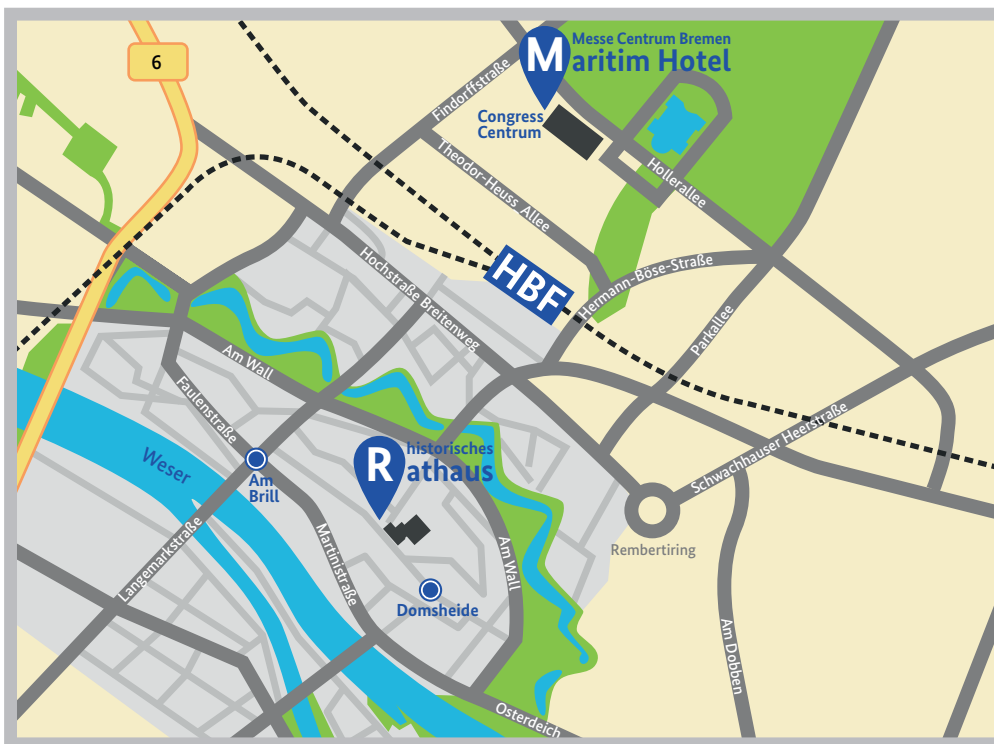 6
Messe Centrum Bremen
Maritim Hotel
Findorffstraße
Congress
Centrum
Theodor-Heuss Allee
Hollerallee
HBF
Hermann-Böse-Straße
Hochstraße Breitenweg
Parkallee
Am Wall
Faulenstraße
Schwachhauser Heerstraße
historisches
Rathaus
Weser
Am
Brill
Langemarkstraße
Martinistraße
Am Wall
Rembertiring
Domsheide
Am Dobben
Osterdeich